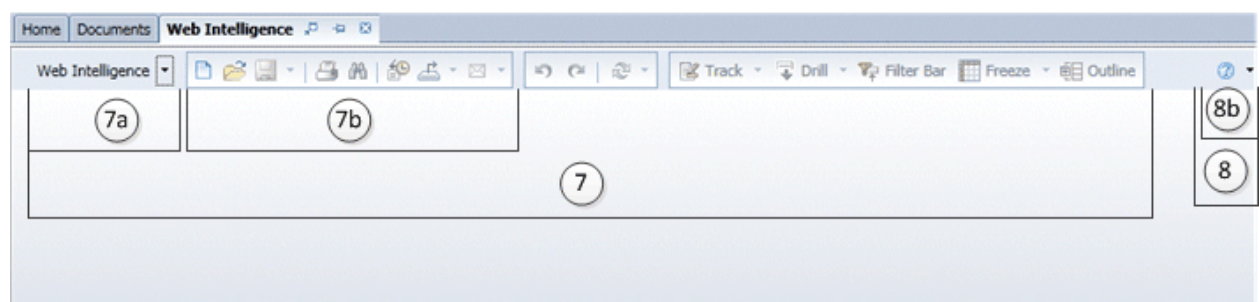 Home Documents Web Intelligence
Web Intelligence Track Drill Filter Bar Freeze Outline ?
7a 7b 8b
7 8